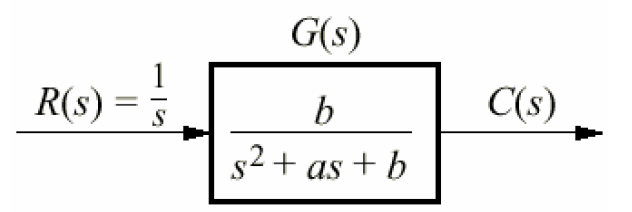 G(s)
R(s) = 1/s
b
s² + as + b
C(s)